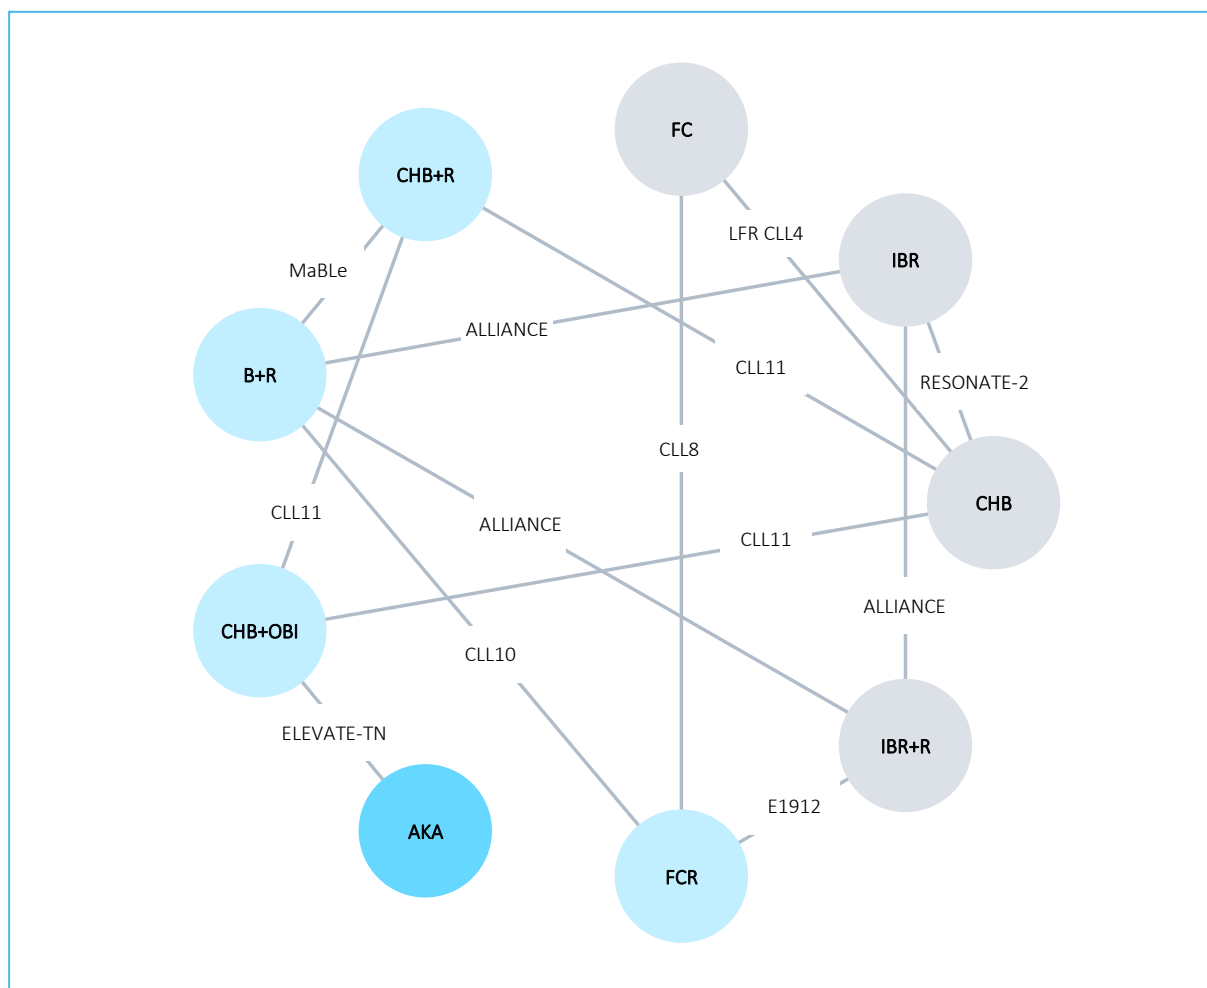 FC
CHB+R
LFR CLL4
IBR
MaBLe
ALLIANCE
CLL11
B+R
RESONATE-2
CLL8
CHB
CLL11
ALLIANCE
CLL11
ALLIANCE
CHB+OBI
CLL10
ELEVATE-TN
IBR+R
E1912
AKA
FCR